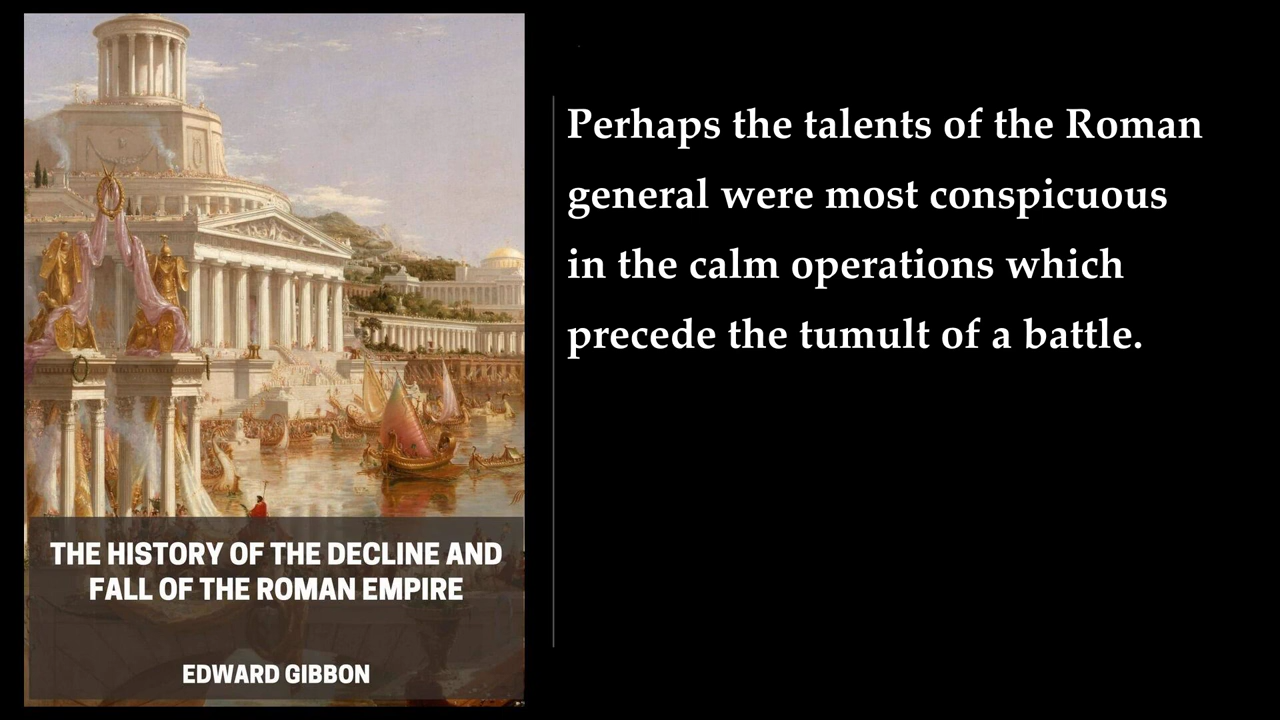 Perhaps the talents of the Roman
general were most conspicuous
in the calm operations which
precede the tumult of a battle.
THE HISTORY OF THE DECLINE AND
FALL OF THE ROMAN EMPIRE
EDWARD GIBBON